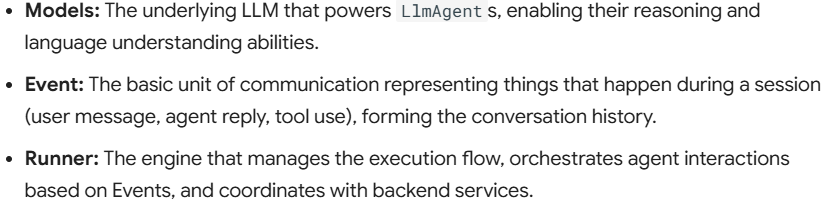 • Models: The underlying LLM that powers LlmAgent s, enabling their reasoning and
language understanding abilities.
• Event: The basic unit of communication representing things that happen during a session
(user message, agent reply, tool use), forming the conversation history.
• Runner: The engine that manages the execution flow, orchestrates agent interactions
based on Events, and coordinates with backend services.